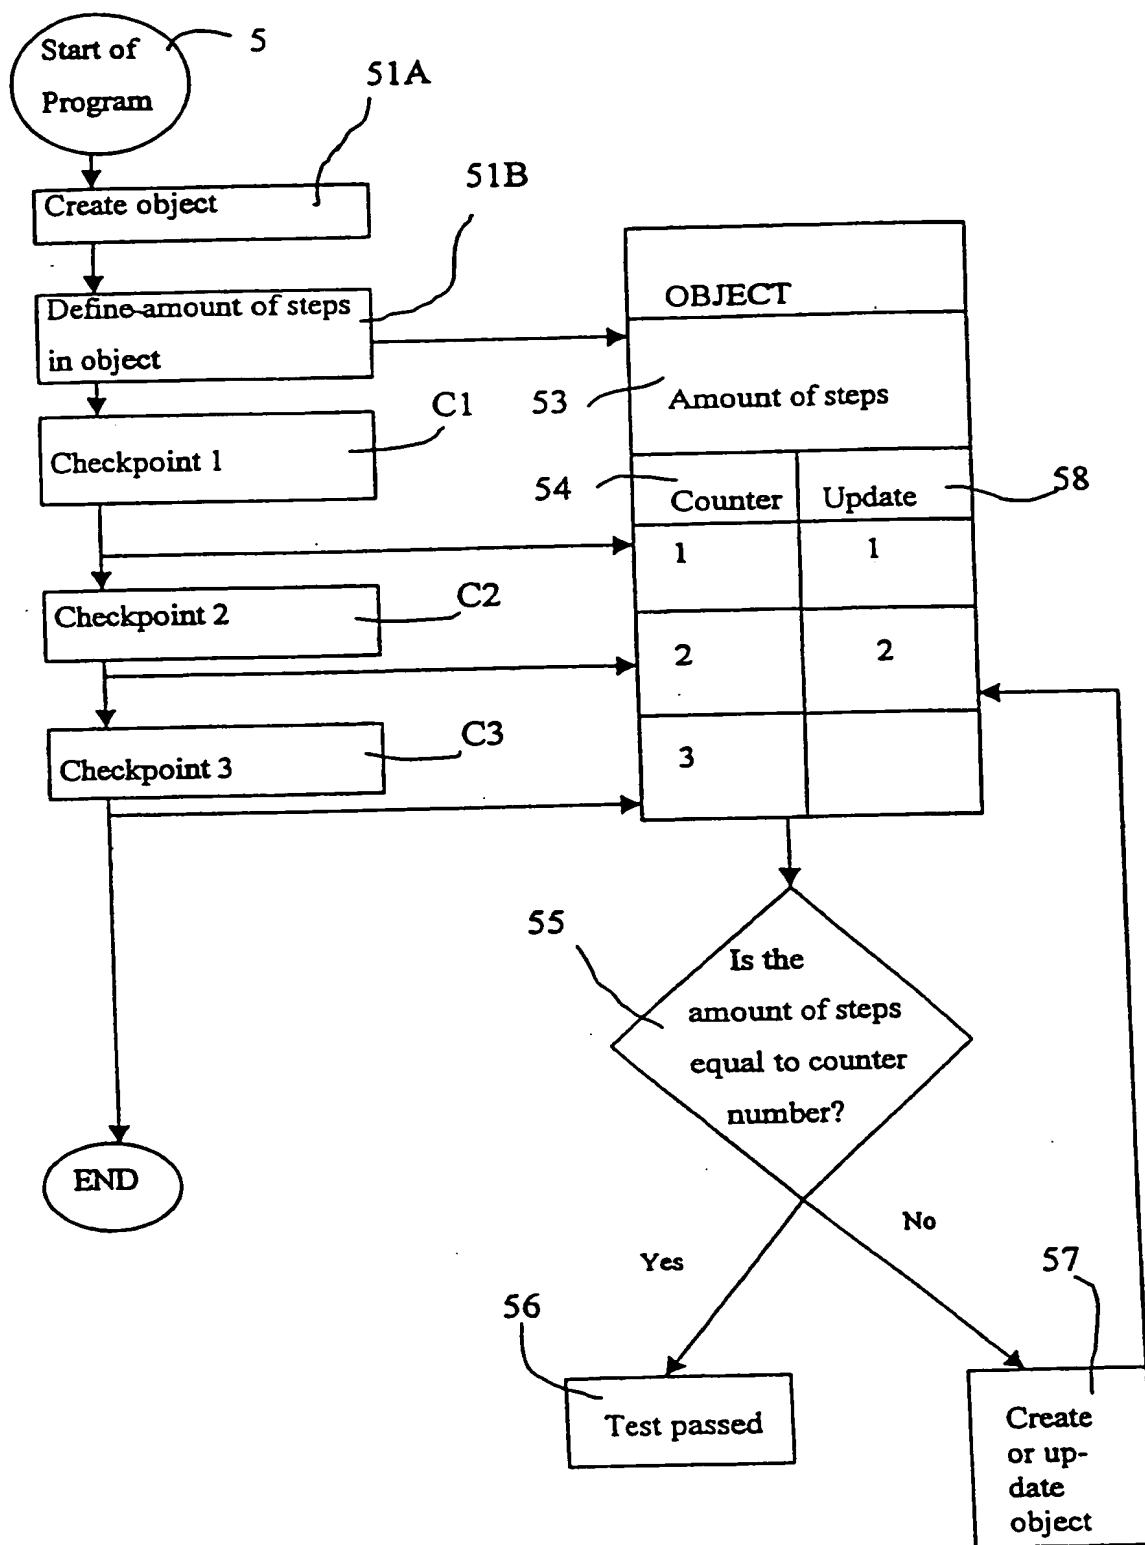 5
Start of
Program
51A
Create object
51B
Define amount of steps
in object
C1
Checkpoint 1
C2
Checkpoint 2
C3
Checkpoint 3
END
OBJECT
53
Amount of steps
54
Counter
Update
58
1
1
2
2
3
55
Is the
amount of steps
equal to counter
number?
Yes
No
56
Test passed
57
Create
or up-
date
object